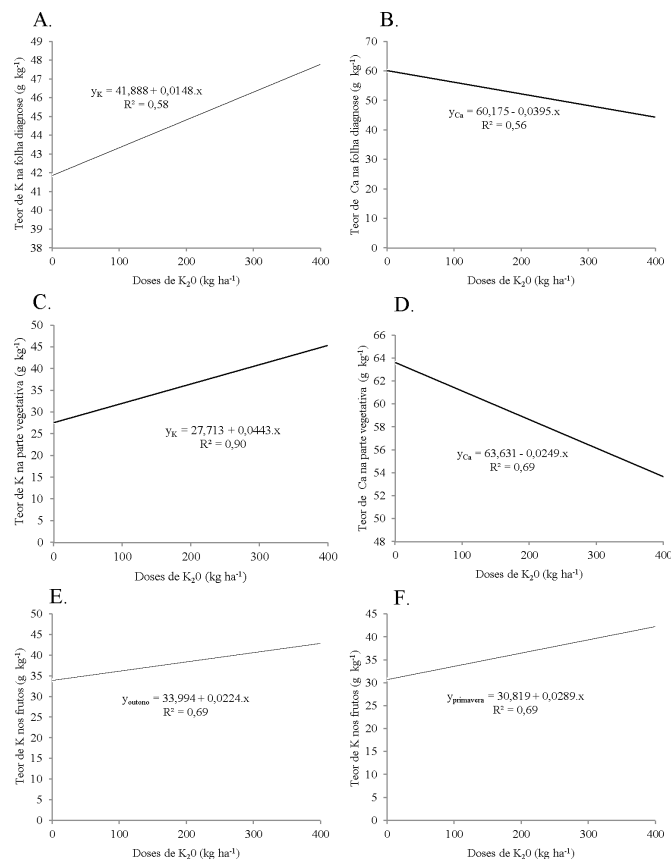 A.
Teor de K na folha diagnose (g kg⁻¹)
49
48
47
46
45
44
43
42
41
40
39
38
yK = 41,888 + 0,0148.x
R² = 0,58
0 100 200 300 400
Doses de K₂0 (kg ha⁻¹)
B.
Teor de Ca na folha diagnose (g kg⁻¹)
70
60
50
40
30
20
10
0
yCa = 60,175 - 0,0395.x
R² = 0,56
0 100 200 300 400
Doses de K₂0 (kg ha⁻¹)
C.
Teor de K na parte vegetativa (g kg⁻¹)
50
45
40
35
30
25
20
15
10
5
0
yK = 27,713 + 0,0443.x
R² = 0,90
0 100 200 300 400
Doses de K₂0 (kg ha⁻¹)
D.
Teor de Ca na parte vegetativa (g kg⁻¹)
66
64
62
60
58
56
54
52
50
48
yCa = 63,631 - 0,0249.x
R² = 0,69
0 100 200 300 400
Doses de K₂0 (kg ha⁻¹)
E.
Teor de K nos frutos (g kg⁻¹)
50
45
40
35
30
25
20
15
10
5
0
youtono = 33,994 + 0,0224.x
R² = 0,69
0 100 200 300 400
Doses de K₂0 (kg ha⁻¹)
F.
Teor de K nos frutos (g kg⁻¹)
45
40
35
30
25
20
15
10
5
0
yprimavera = 30,819 + 0,0289.x
R² = 0,69
0 100 200 300 400
Doses de K₂0 (kg ha⁻¹)